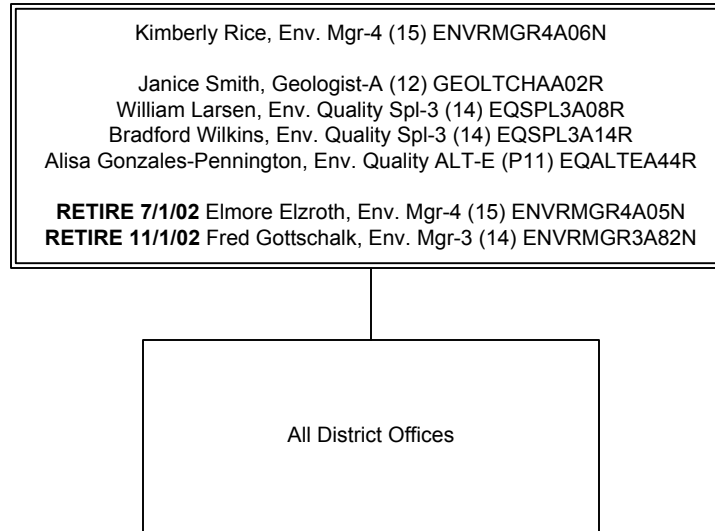 Kimberly Rice, Env. Mgr-4 (15) ENVRMGR4A06N
Janice Smith, Geologist-A (12) GEOLTCHAA02R
William Larsen, Env. Quality Spl-3 (14) EQSPL3A08R
Bradford Wilkins, Env. Quality Spl-3 (14) EQSPL3A14R
Alisa Gonzales-Pennington, Env. Quality ALT-E (P11) EQALTEA44R
RETIRE 7/1/02 Elmore Elzroth, Env. Mgr-4 (15) ENVRMGR4A05N
RETIRE 11/1/02 Fred Gottschalk, Env. Mgr-3 (14) ENVRMGR3A82N
All District Offices